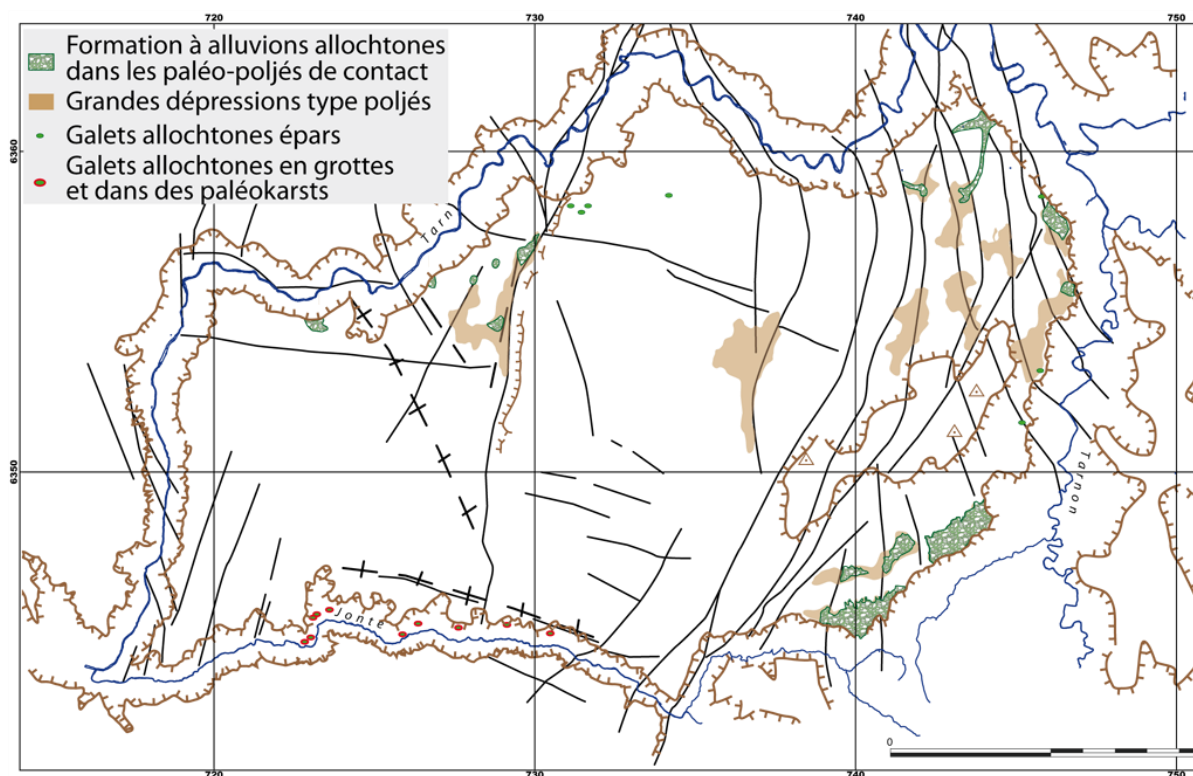 720 730 740 750
Formation à alluvions allochtones
dans les paléo-poljés de contact
Grandes dépressions type poljés
Galets allochtones épars
Galets allochtones en grottes
et dans des paléokarsts
6360
Tarn
6350
Tarnon
Jonte
0
720 730 740 750